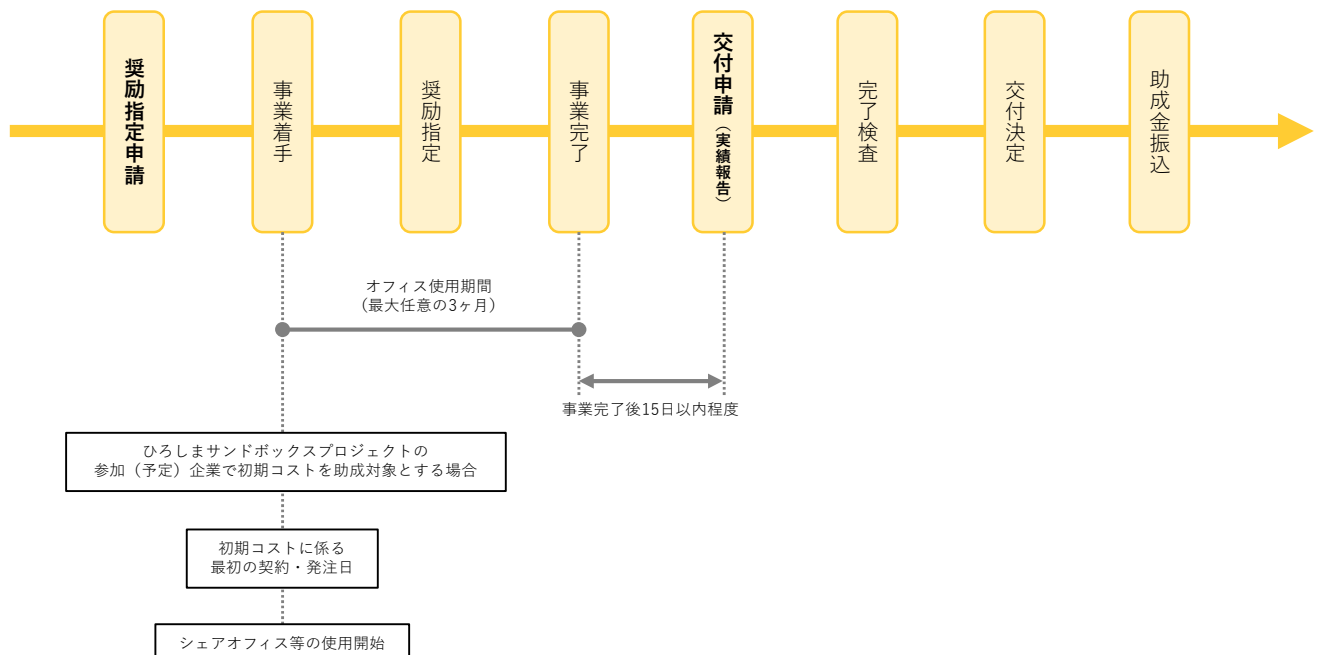 奨励指定申請
事業着手
奨励指定
事業完了
交付申請（実績報告）
完了検査
交付決定
助成金振込
オフィス使用期間
（最大任意の3ヶ月）
事業完了後15日以内程度
ひろしまサンドボックスプロジェクトの
参加（予定）企業で初期コストを助成対象とする場合
初期コストに係る
最初の契約・発注日
シェアオフィス等の使用開始